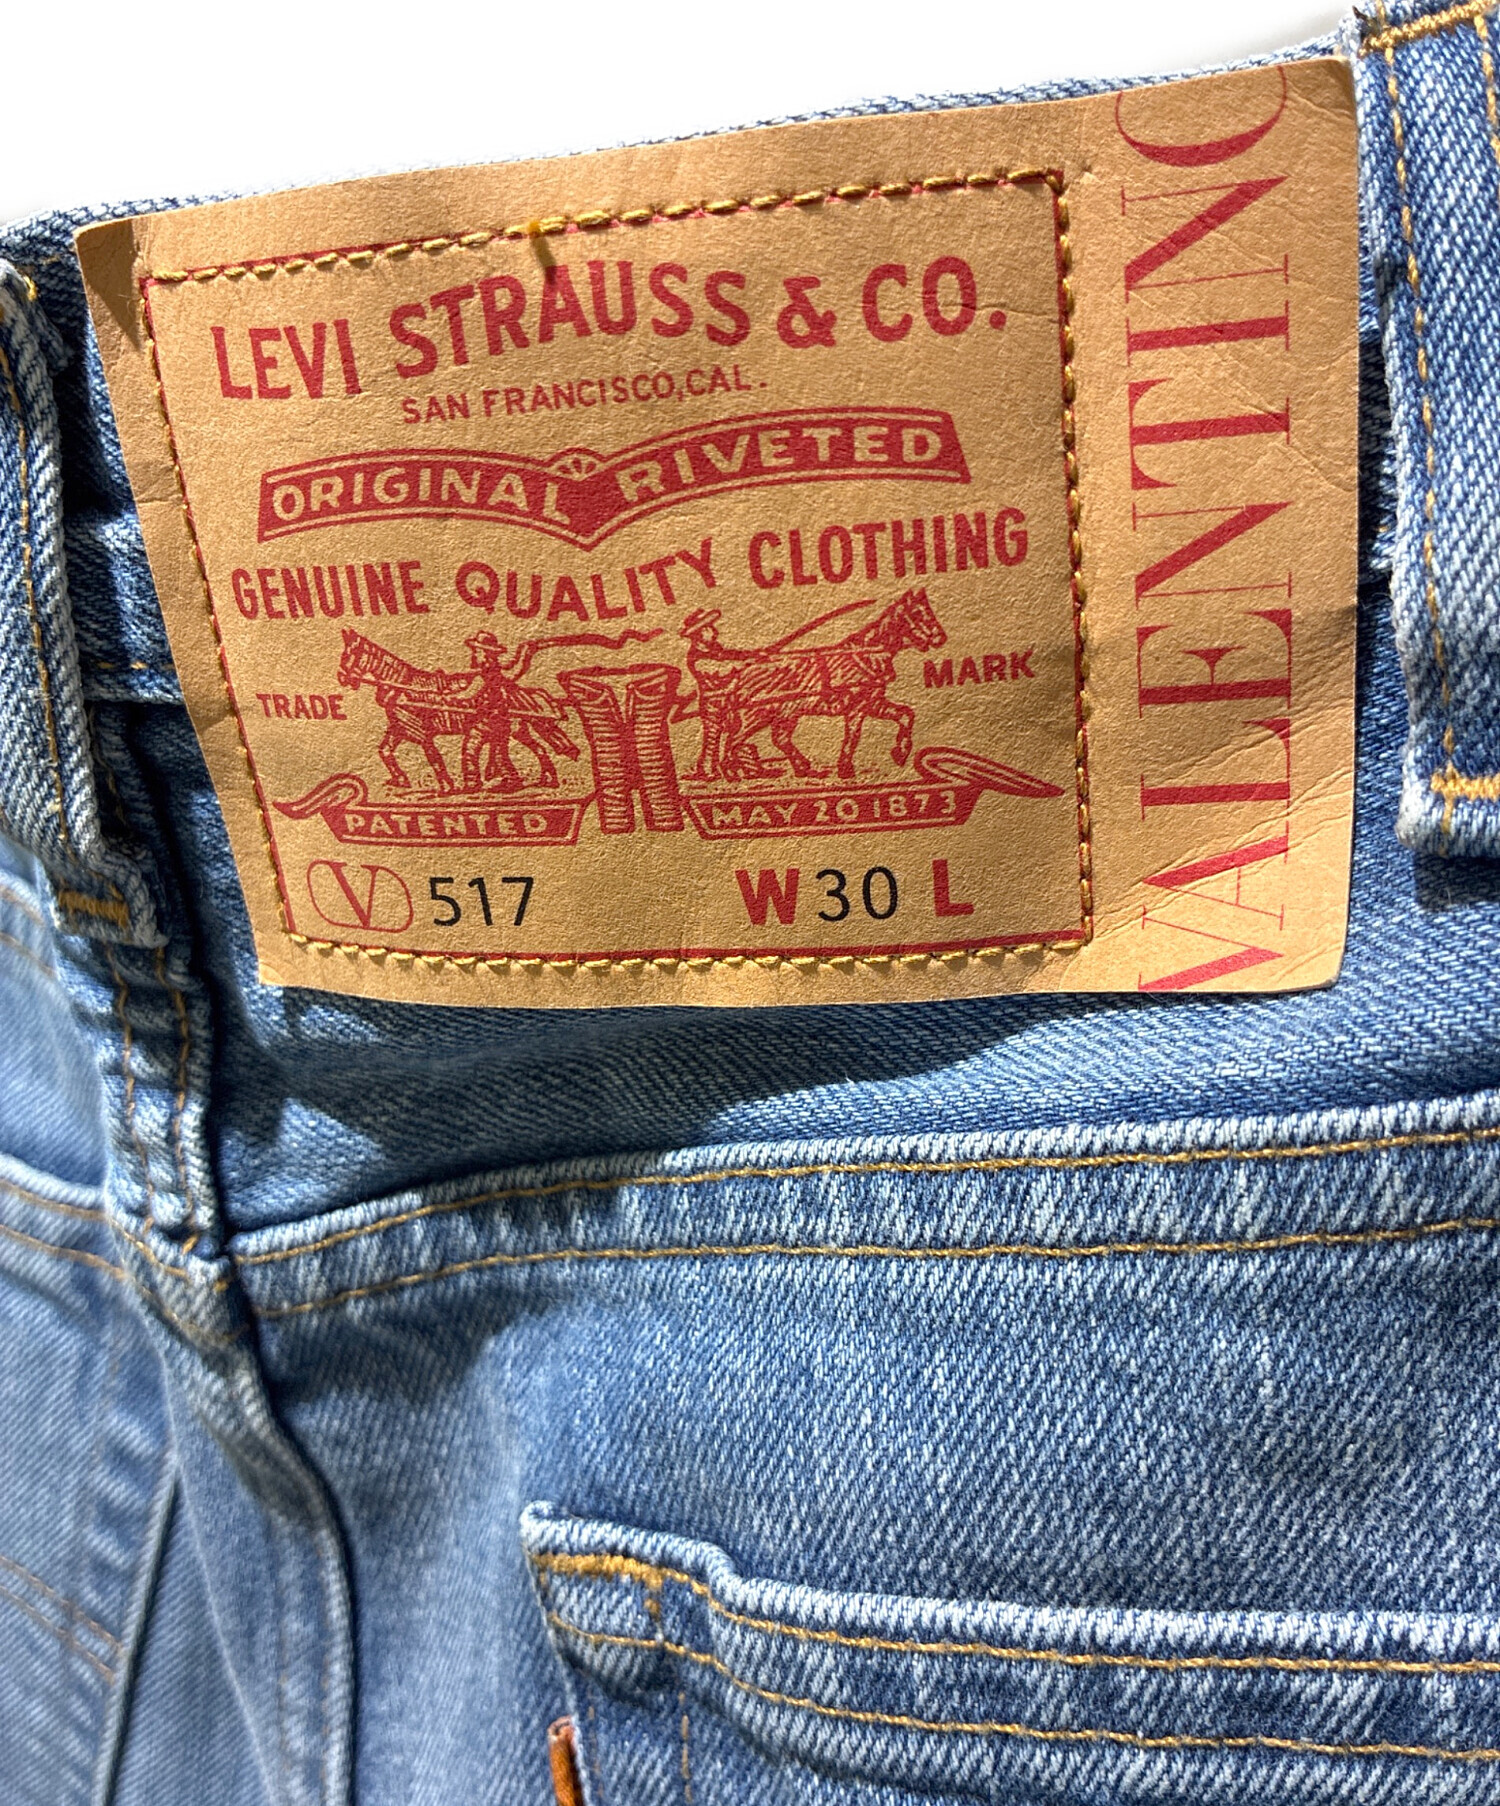 LEVI STRAUSS & CO.
SAN FRANCISCO, CAL.
ORIGINAL RIVETED
GENUINE QUALITY CLOTHING
TRADE MARK
PATENTED MAY 20 1873
V 517 W 30 L
VALENTINO